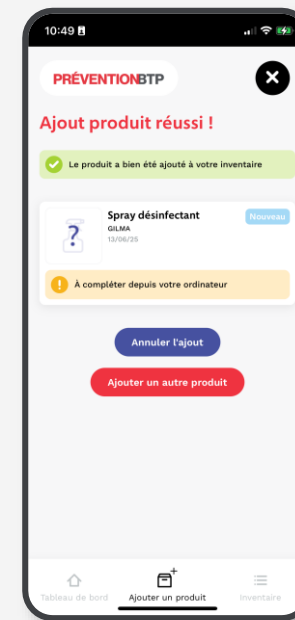 10:49
PRÉVENTIONBTP
Ajout produit réussi !
Le produit a bien été ajouté à votre inventaire
Spray désinfectant
Nouveau
GILMA
13/06/25
?
À compléter depuis votre ordinateur
Annuler l'ajout
Ajouter un autre produit
Tableau de bord
Ajouter un produit
Inventaire